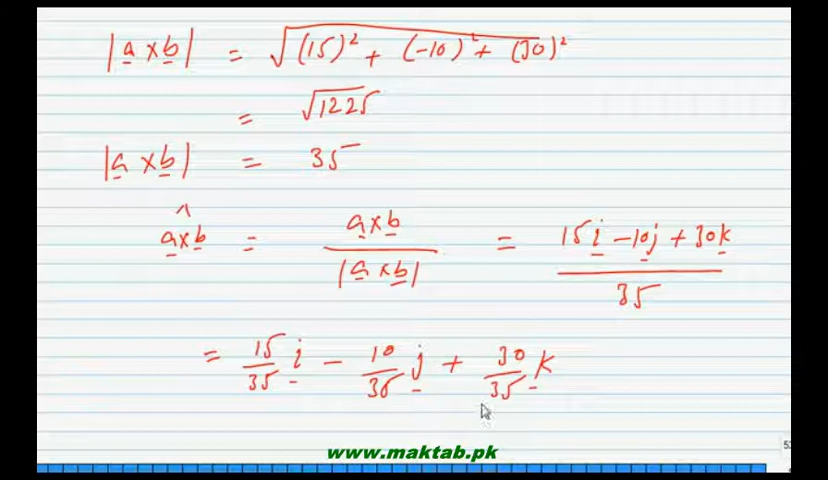 |a x b| = √(15)² + (-10)² + (30)²
= √1225
|a x b| = 35
^
a x b = a x b / |a x b| = 15i - 10j + 30k / 35
= 15/35 i - 10/35 j + 30/35 k
www.maktab.pk